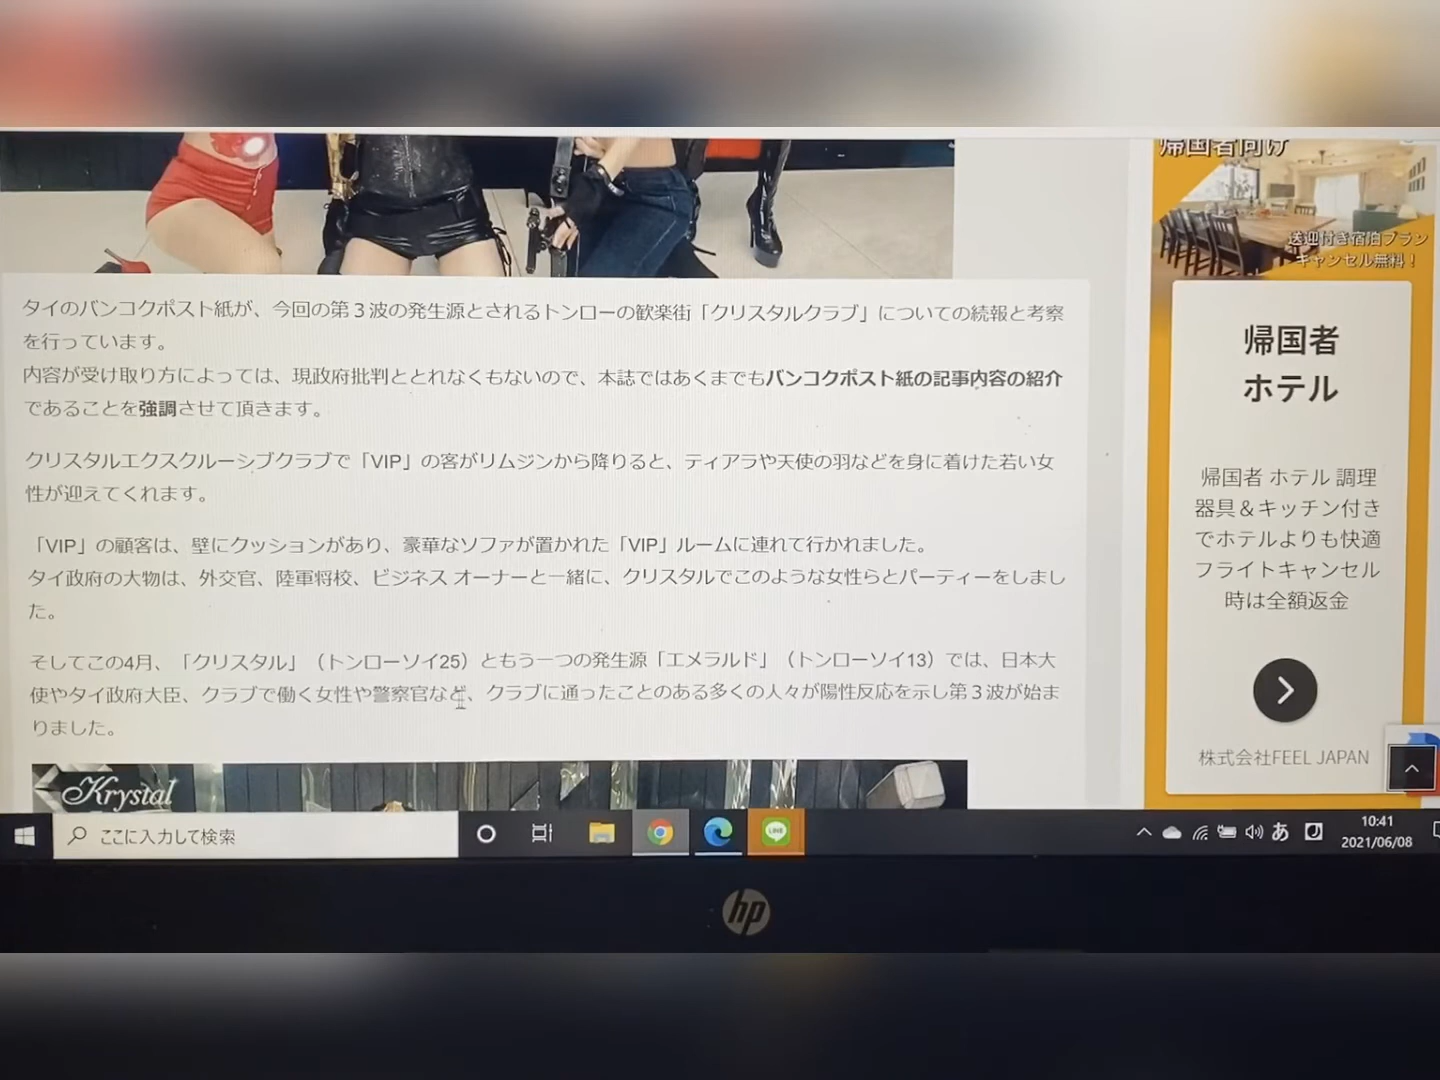 タイのバンコクポスト紙が、今回の第３波の発生源とされるトンローの歓楽街「クリスタルクラブ」についての続報と考察
を行っています。
内容が受け取り方によっては、現政府批判ととれなくもないので、本誌ではあくまでもバンコクポスト紙の記事内容の紹介
であることを強調させて頂きます。
クリスタルエクスクルーシブクラブで「VIP」の客がリムジンから降りると、ティアラや天使の羽などを身に着けた若い女
性が迎えてくれます。
「VIP」の顧客は、壁にクッションがあり、豪華なソファが置かれた「VIP」ルームに連れて行かれました。
タイ政府の大物は、外交官、陸軍将校、ビジネス オーナーと一緒に、クリスタルでこのような女性らとパーティーをしまし
た。
そしてこの4月、「クリスタル」（トンローソイ25）ともう一つの発生源「エメラルド」（トンローソイ13）では、日本大
使やタイ政府大臣、クラブで働く女性や警察官など、クラブに通ったことのある多くの人々が陽性反応を示し第３波が始ま
りました。
Krystal
帰国者向け
送迎付き宿泊プラン
キャンセル無料！
帰国者
ホテル
帰国者 ホテル 調理
器具＆キッチン付き
でホテルよりも快適
フライトキャンセル
時は全額返金
株式会社FEEL JAPAN
ここに入力して検索
LINE
あ
10:41
2021/06/08
hp